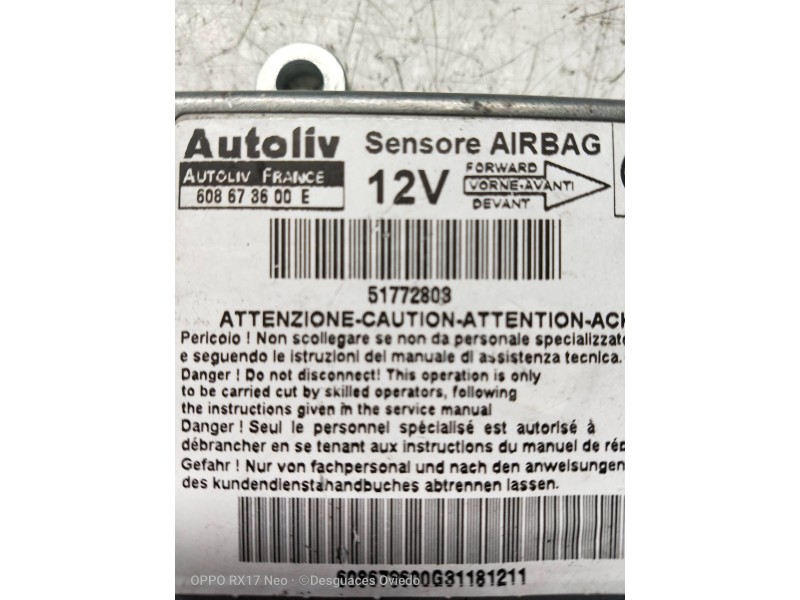 Autoliv Sensore AIRBAG
AUTOLIV FRANCE
608 67 36 00 E
12V
FORWARD
VORNE-AVANTI
DEVANT
51772803
ATTENZIONE-CAUTION-ATTENTION-ACH
Pericolo ! Non scollegare se non da personale specializzato
e seguendo le istruzioni del manuale di assistenza tecnica.
Danger ! Do not disconnect! This operation is only
to be carried cut by skilled operators, following
the instructions given in the service manual
Danger ! Seul le personnel spécialisé est autorisé à
débrancher en se tenant aux instructions du manuel de rép
Gefahr ! Nur von fachpersonal und nach den anweisungen
des kundendienstahandbuches abtrennen lassen.
608673600G31181211
OPPO RX17 Neo · ©Desguaces Oviedo